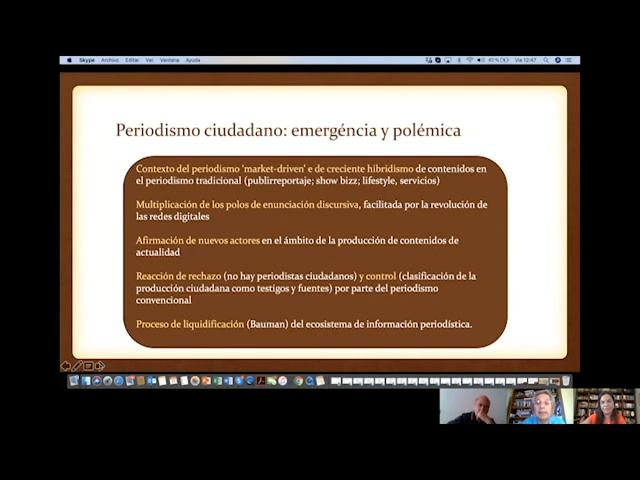 Skype Archivo Editar Ver Ventana Ayuda Vie 12:47
Periodismo ciudadano: emergéncia y polémica
Contexto del periodismo 'market-driven' e de creciente hibridismo de contenidos en
el periodismo tradicional (publirreportaje; show bizz; lifestyle, servicios)
Multiplicación de los polos de enunciación discursiva, facilitada por la revolución de
las redes digitales
Afirmación de nuevos actores en el ámbito de la producción de contenidos de
actualidad
Reacción de rechazo (no hay periodistas ciudadanos) y control (clasificación de la
producción ciudadana como testigos y fuentes) por parte del periodismo
convencional
Proceso de liquidificación (Bauman) del ecosistema de información periodística.